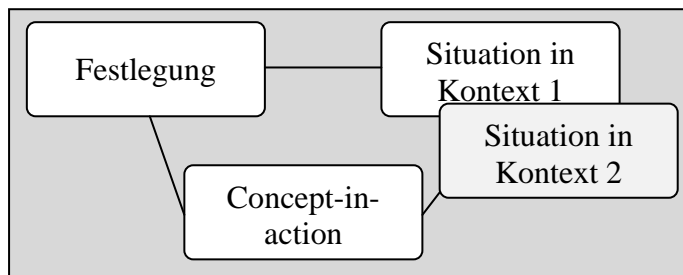 Festlegung
Situation in
Kontext 1
Situation in
Kontext 2
Concept-in-
action